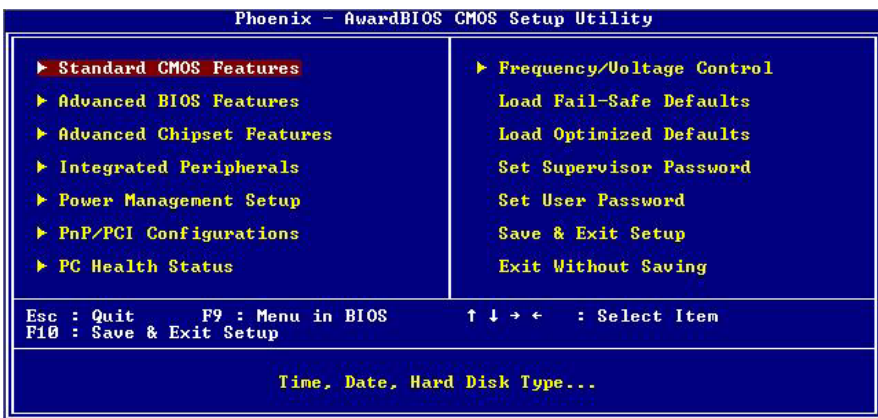 Phoenix - AwardBIOS CMOS Setup Utility
▶ Standard CMOS Features
▶ Advanced BIOS Features
▶ Advanced Chipset Features
▶ Integrated Peripherals
▶ Power Management Setup
▶ PnP/PCI Configurations
▶ PC Health Status
▶ Frequency/Voltage Control
Load Fail-Safe Defaults
Load Optimized Defaults
Set Supervisor Password
Set User Password
Save & Exit Setup
Exit Without Saving
Esc : Quit F9 : Menu in BIOS ↑ ↓ → ← : Select Item
F10 : Save & Exit Setup
Time, Date, Hard Disk Type...